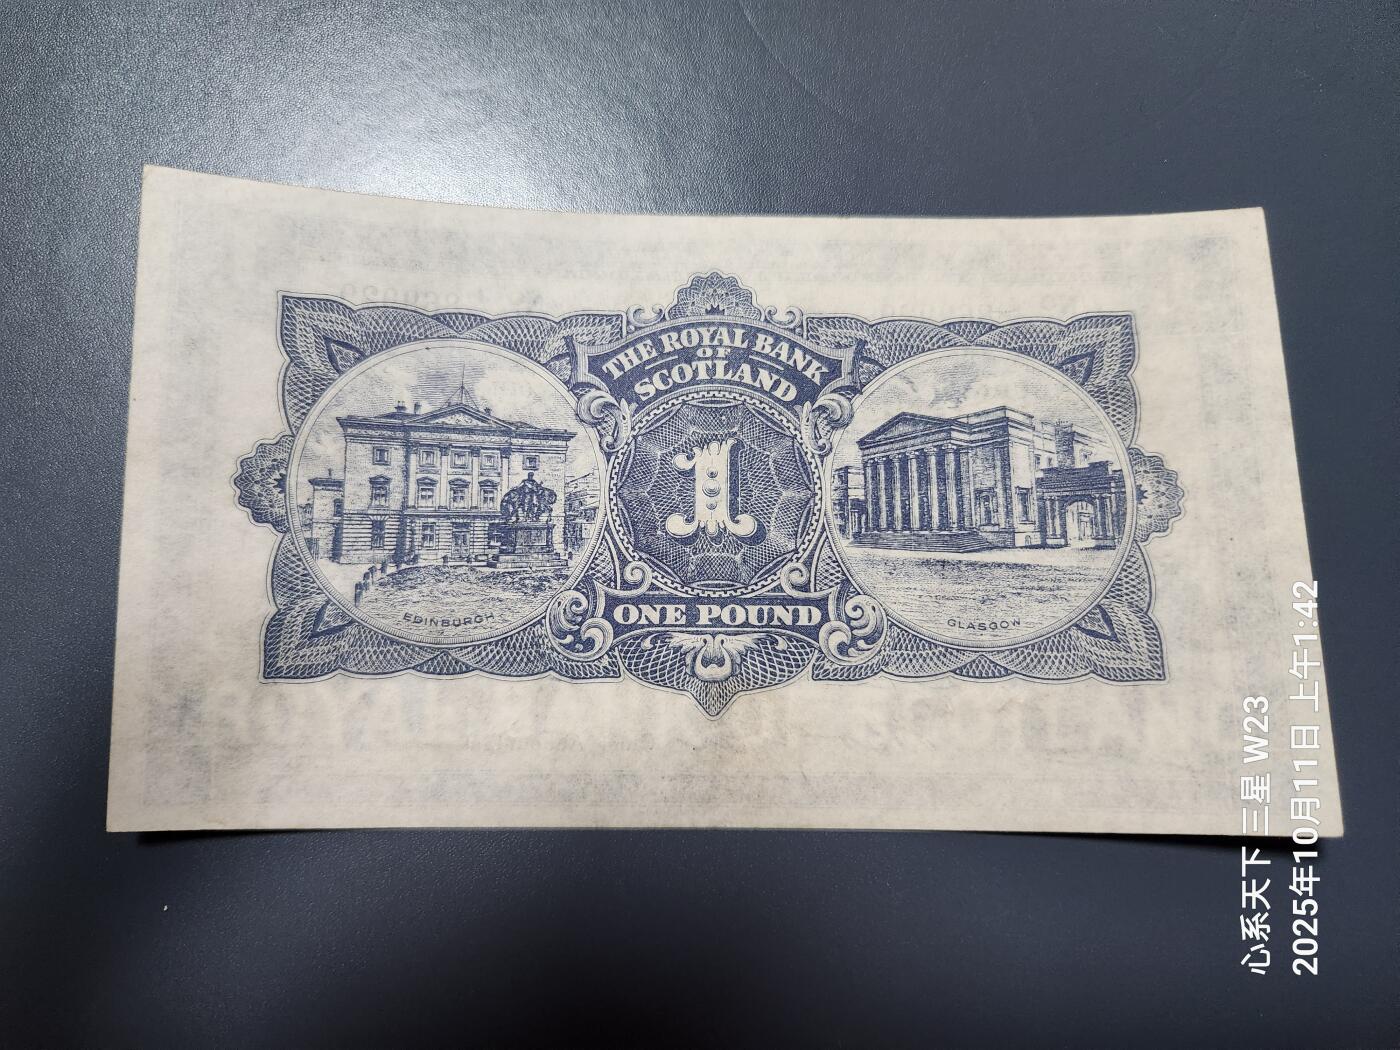 THE ROYAL BANK
OF
SCOTLAND
1
ONE POUND
EDINBURGH
GLASGOW
心系天下 三星 W23
2025年10月11日 上午1:42